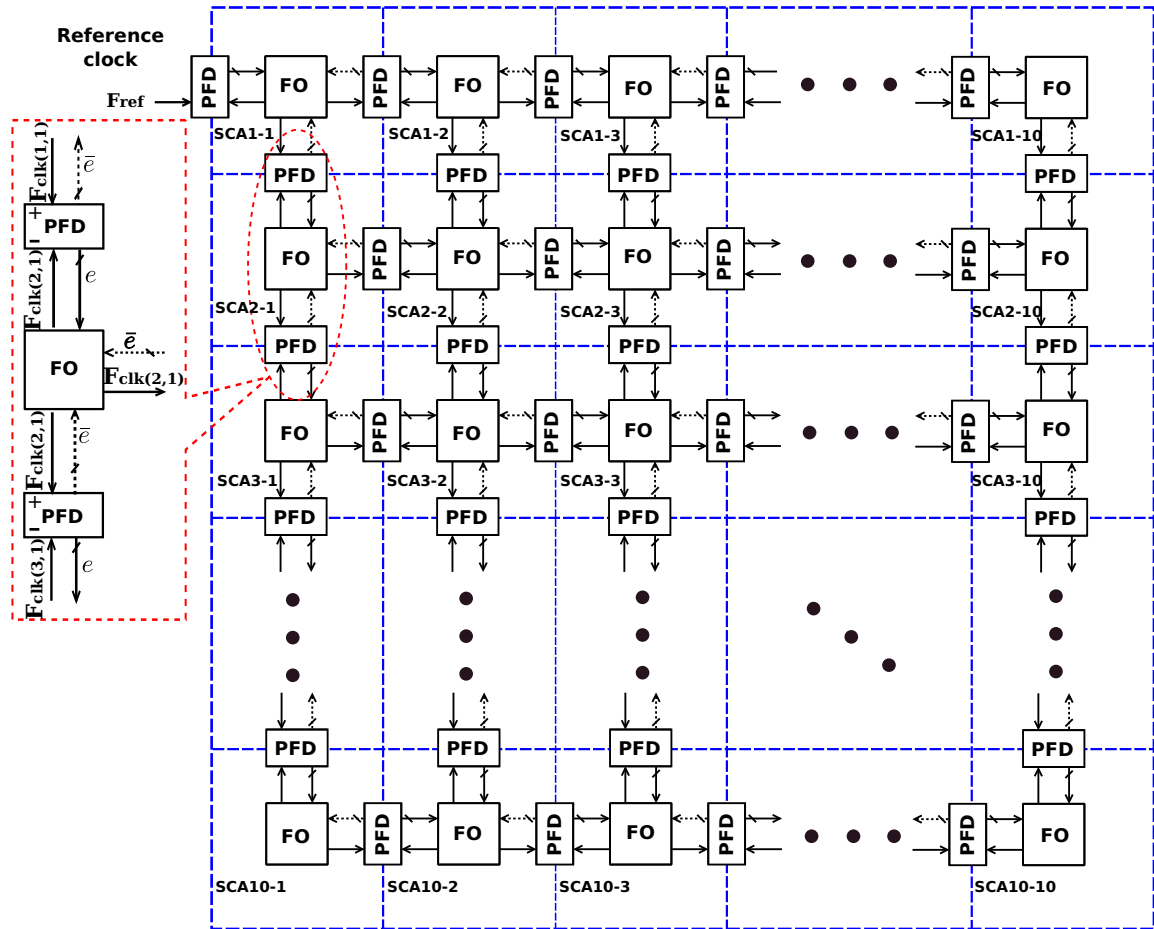 Reference
clock
Fref
PFD
FO
PFD
FO
PFD
FO
PFD
PFD
FO
SCA1-1
SCA1-2
SCA1-3
SCA1-10
PFD
PFD
PFD
PFD
FO
PFD
FO
PFD
FO
PFD
PFD
FO
SCA2-1
SCA2-2
SCA2-3
SCA2-10
PFD
PFD
PFD
PFD
FO
PFD
FO
PFD
FO
PFD
PFD
FO
SCA3-1
SCA3-2
SCA3-3
SCA3-10
PFD
PFD
PFD
PFD
PFD
PFD
PFD
PFD
FO
PFD
FO
PFD
FO
PFD
PFD
FO
SCA10-1
SCA10-2
SCA10-3
SCA10-10
Fclk(1,1)
ē
+
PFD
-
Fclk(2,1)
e
FO
ē
Fclk(2,1)
Fclk(2,1)
ē
+
PFD
-
Fclk(3,1)
e